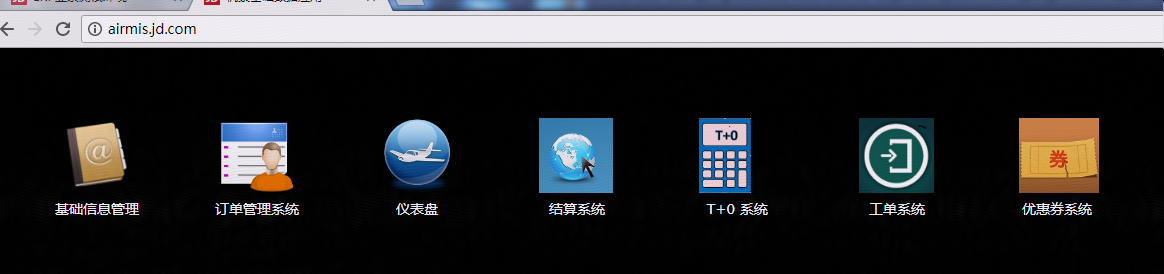 airmis.jd.com
@
T+0
券
基础信息管理
订单管理系统
仪表盘
结算系统
T+0 系统
工单系统
优惠券系统